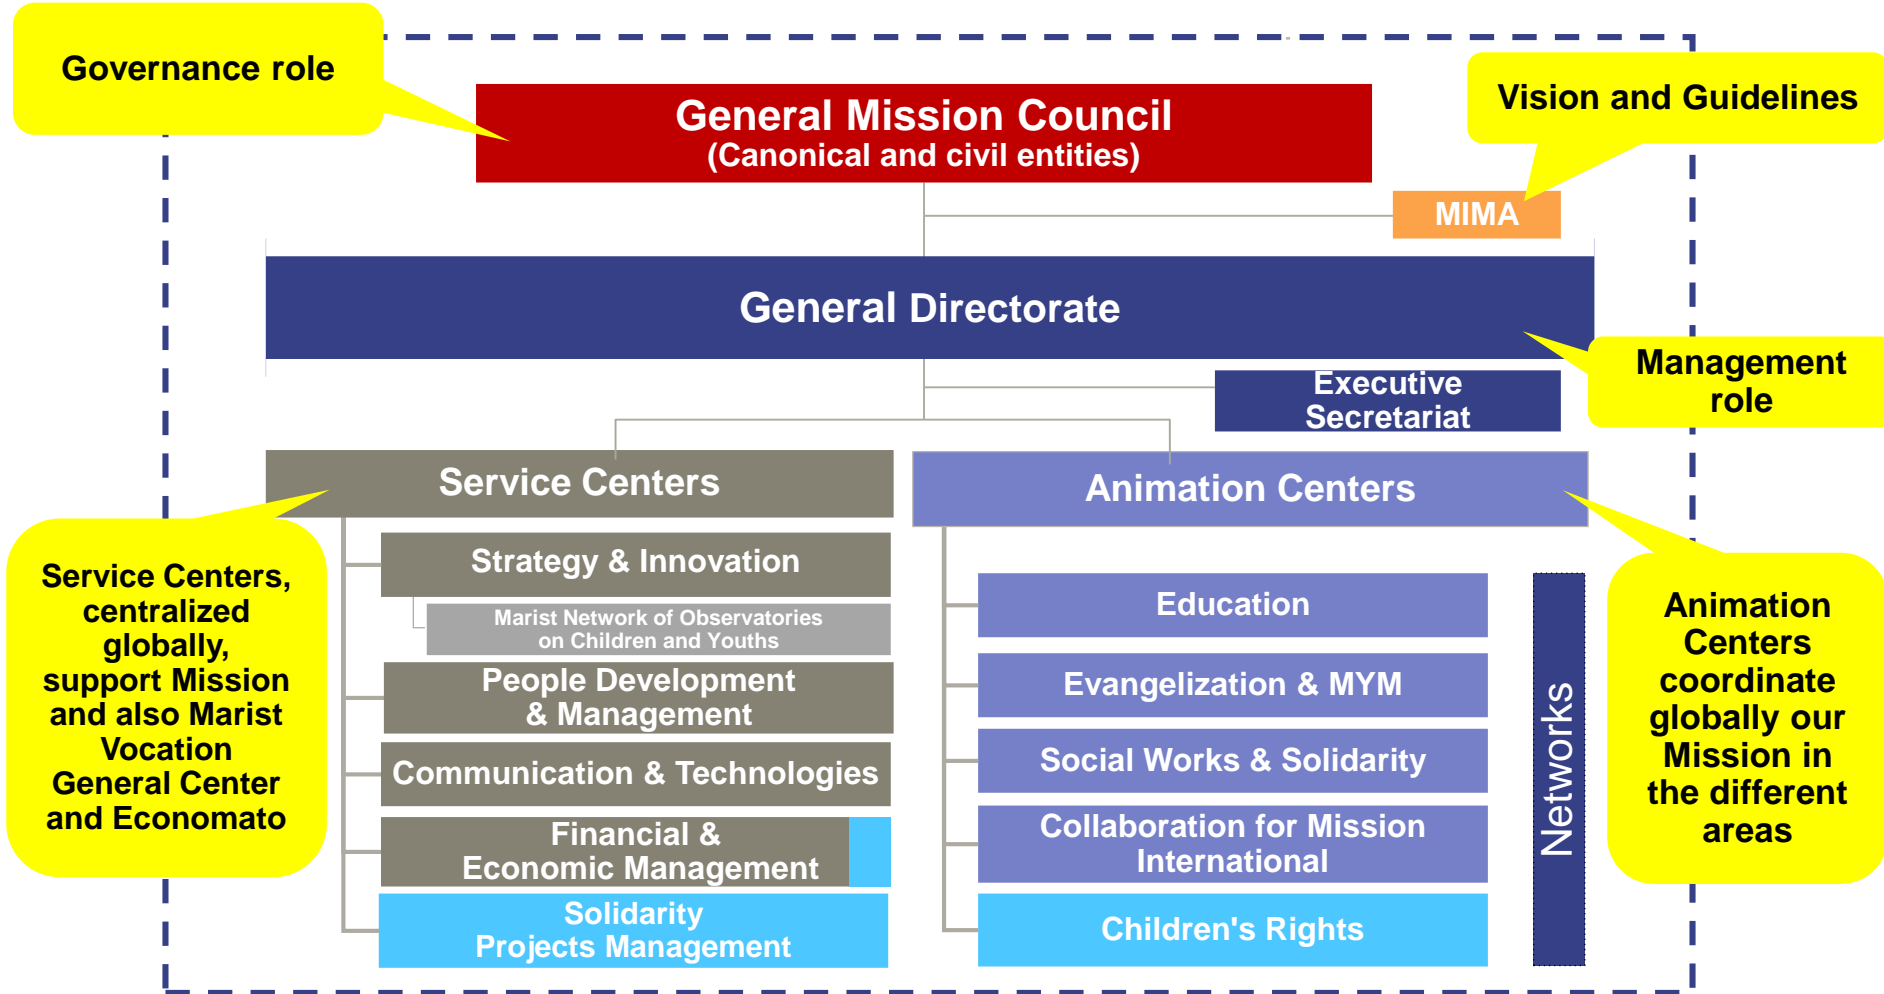 Governance role
General Mission Council
(Canonical and civil entities)
Vision and Guidelines
MIMA
General Directorate
Management
role
Executive
Secretariat
Service Centers
Strategy & Innovation
Marist Network of Observatories
on Children and Youths
People Development
& Management
Communication & Technologies
Financial &
Economic Management
Solidarity
Projects Management
Service Centers,
centralized
globally,
support Mission
and also Marist
Vocation
General Center
and Economato
Animation Centers
Education
Evangelization & MYM
Social Works & Solidarity
Collaboration for Mission
International
Children's Rights
Networks
Animation
Centers
coordinate
globally our
Mission in
the different
areas